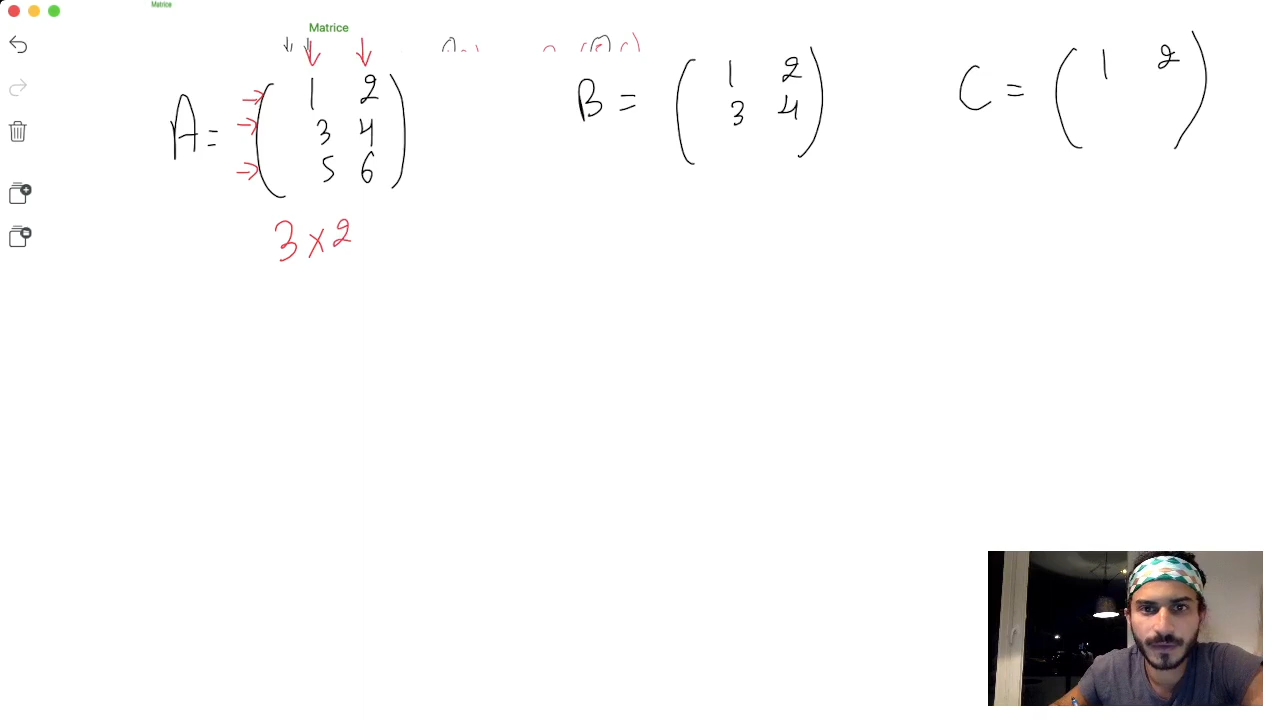 Matrice
Matrice
A = ( 1 2
3 4
5 6 )
3 x 2
B = ( 1 2
3 4 )
C = ( 1 2 )